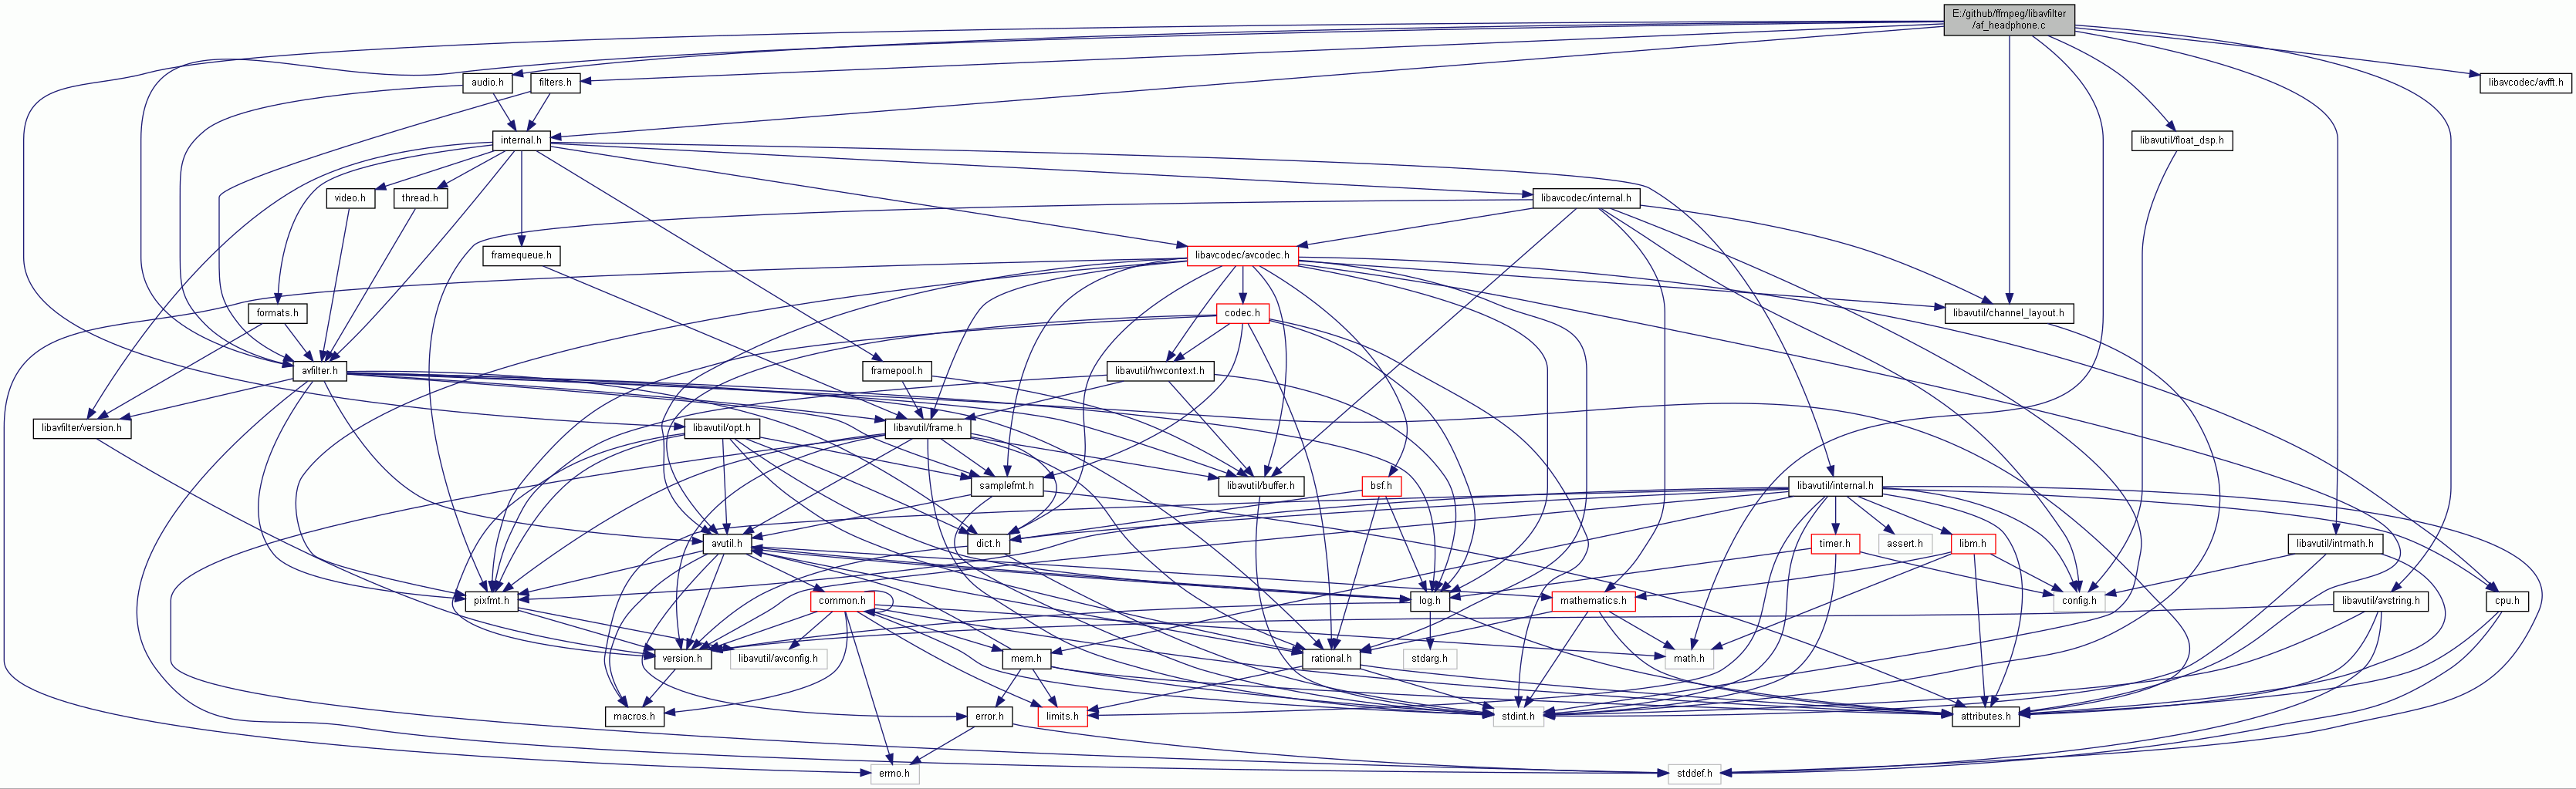 E:/github/ffmpeg/libavfilter
/af_headphone.c
audio.h
filters.h
libavcodec/avfft.h
internal.h
libavutil/float_dsp.h
video.h
thread.h
libavcodec/internal.h
framequeue.h
libavcodec/avcodec.h
formats.h
codec.h
libavutil/channel_layout.h
avfilter.h
framepool.h
libavutil/hwcontext.h
libavfilter/version.h
libavutil/opt.h
libavutil/frame.h
samplefmt.h
libavutil/buffer.h
bsf.h
libavutil/internal.h
avutil.h
dict.h
timer.h
assert.h
libm.h
libavutil/intmath.h
pixfmt.h
common.h
log.h
mathematics.h
config.h
libavutil/avstring.h
cpu.h
version.h
libavutil/avconfig.h
mem.h
rational.h
stdarg.h
math.h
macros.h
error.h
limits.h
stdint.h
attributes.h
errno.h
stddef.h